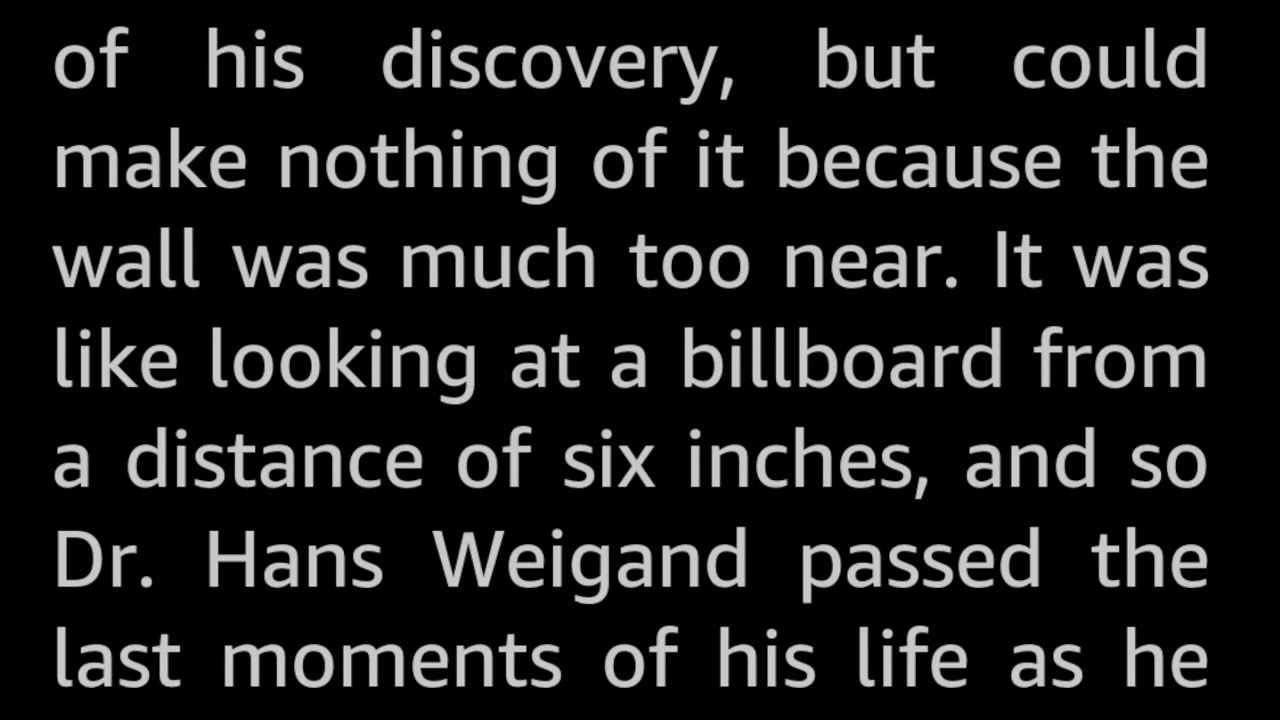 of his discovery, but could
make nothing of it because the
wall was much too near. It was
like looking at a billboard from
a distance of six inches, and so
Dr. Hans Weigand passed the
last moments of his life as he